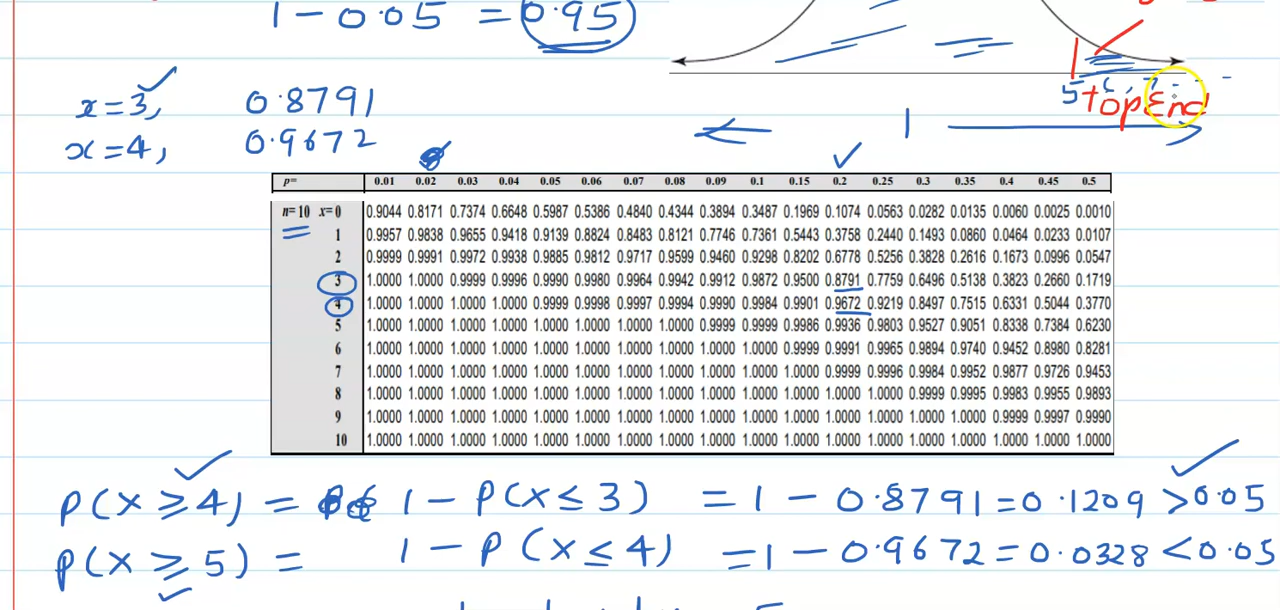 1 - 0.05 = 0.95
x=3, 0.8791
x=4, 0.9672
5 6, 7 - - -
top End
1
p= 0.01 0.02 0.03 0.04 0.05 0.06 0.07 0.08 0.09 0.1 0.15 0.2 0.25 0.3 0.35 0.4 0.45 0.5
n=10 x=0 0.9044 0.8171 0.7374 0.6648 0.5987 0.5386 0.4840 0.4344 0.3894 0.3487 0.1969 0.1074 0.0563 0.0282 0.0135 0.0060 0.0025 0.0010
1 0.9957 0.9838 0.9655 0.9418 0.9139 0.8824 0.8483 0.8121 0.7746 0.7361 0.5443 0.3758 0.2440 0.1493 0.0860 0.0464 0.0233 0.0107
2 0.9999 0.9991 0.9972 0.9938 0.9885 0.9812 0.9717 0.9599 0.9460 0.9298 0.8202 0.6778 0.5256 0.3828 0.2616 0.1673 0.0996 0.0547
3 1.0000 1.0000 0.9999 0.9996 0.9990 0.9980 0.9964 0.9942 0.9912 0.9872 0.9500 0.8791 0.7759 0.6496 0.5138 0.3823 0.2660 0.1719
4 1.0000 1.0000 1.0000 1.0000 0.9999 0.9998 0.9997 0.9994 0.9990 0.9984 0.9901 0.9672 0.9219 0.8497 0.7515 0.6331 0.5044 0.3770
5 1.0000 1.0000 1.0000 1.0000 1.0000 1.0000 1.0000 1.0000 0.9999 0.9999 0.9986 0.9936 0.9803 0.9527 0.9051 0.8338 0.7384 0.6230
6 1.0000 1.0000 1.0000 1.0000 1.0000 1.0000 1.0000 1.0000 1.0000 1.0000 0.9999 0.9991 0.9965 0.9894 0.9740 0.9452 0.8980 0.8281
7 1.0000 1.0000 1.0000 1.0000 1.0000 1.0000 1.0000 1.0000 1.0000 1.0000 1.0000 0.9999 0.9996 0.9984 0.9952 0.9877 0.9726 0.9453
8 1.0000 1.0000 1.0000 1.0000 1.0000 1.0000 1.0000 1.0000 1.0000 1.0000 1.0000 1.0000 1.0000 0.9999 0.9995 0.9983 0.9955 0.9893
9 1.0000 1.0000 1.0000 1.0000 1.0000 1.0000 1.0000 1.0000 1.0000 1.0000 1.0000 1.0000 1.0000 1.0000 1.0000 0.9999 0.9997 0.9990
10 1.0000 1.0000 1.0000 1.0000 1.0000 1.0000 1.0000 1.0000 1.0000 1.0000 1.0000 1.0000 1.0000 1.0000 1.0000 1.0000 1.0000 1.0000
P(X ≥ 4) = 1 - P(X ≤ 3) = 1 - 0.8791 = 0.1209 > 0.05
P(X ≥ 5) = 1 - P(X ≤ 4) = 1 - 0.9672 = 0.0328 < 0.05